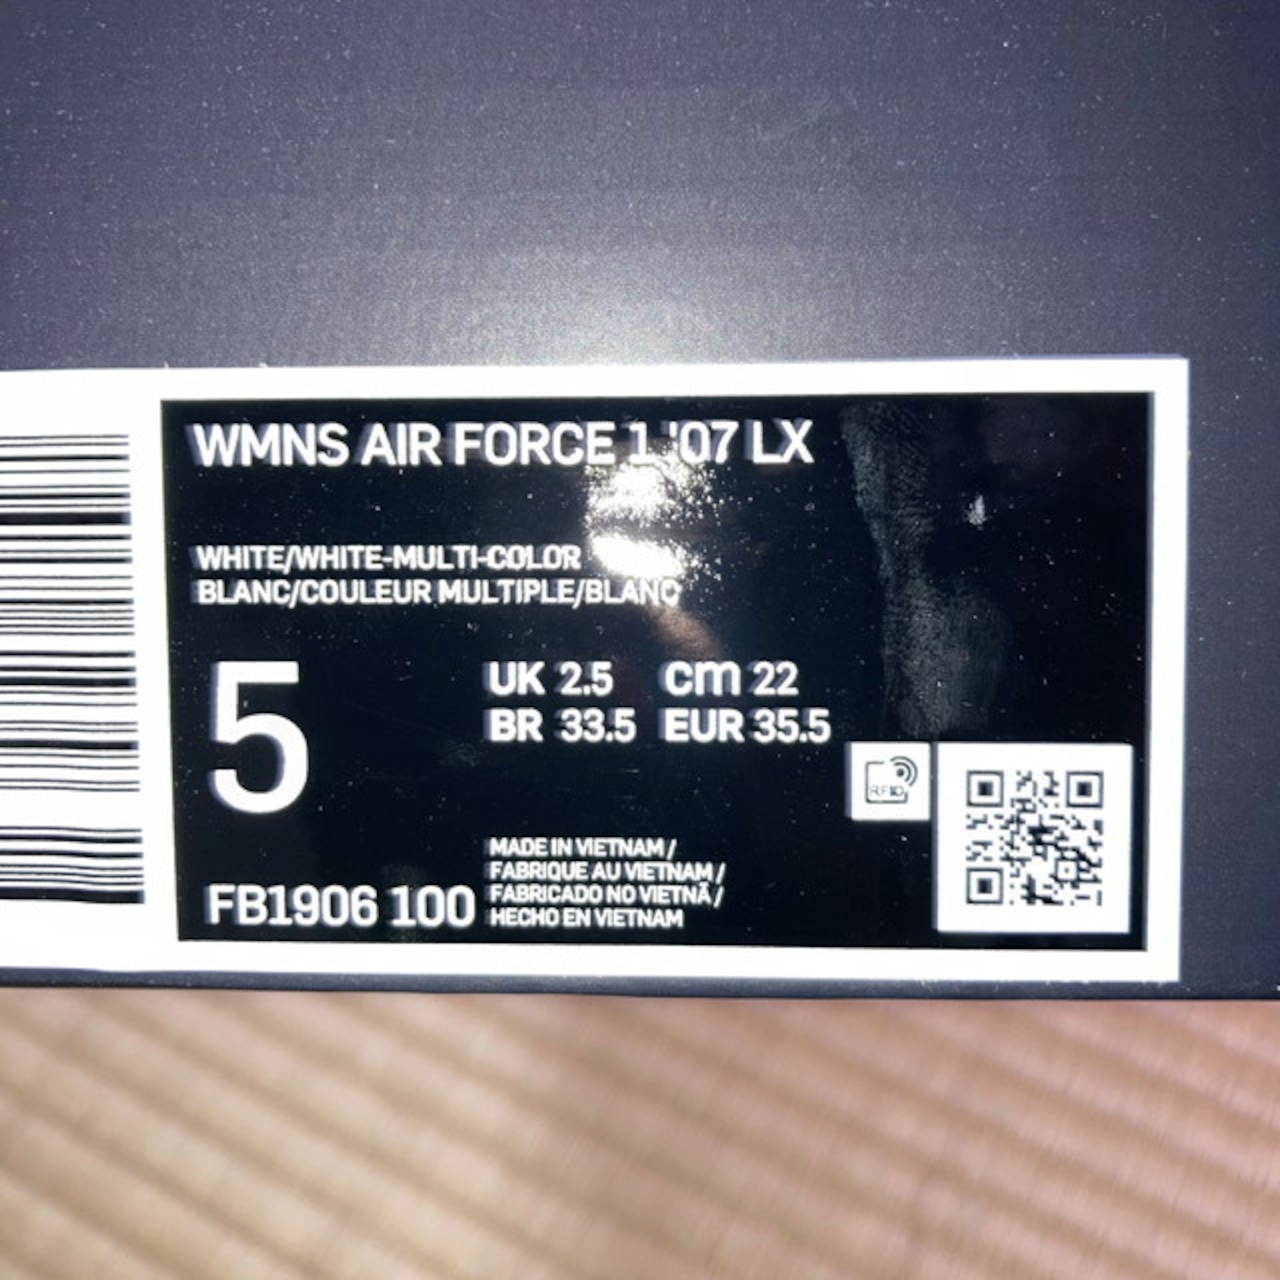 WMNS AIR FORCE 1 '07 LX
WHITE/WHITE-MULTI-COLOR
BLANC/COULEUR MULTIPLE/BLANC
5
UK 2.5 cm 22
BR 33.5 EUR 35.5
RFID
MADE IN VIETNAM /
FABRIQUE AU VIETNAM /
FABRICADO NO VIETNÃ /
HECHO EN VIETNAM
FB1906 100